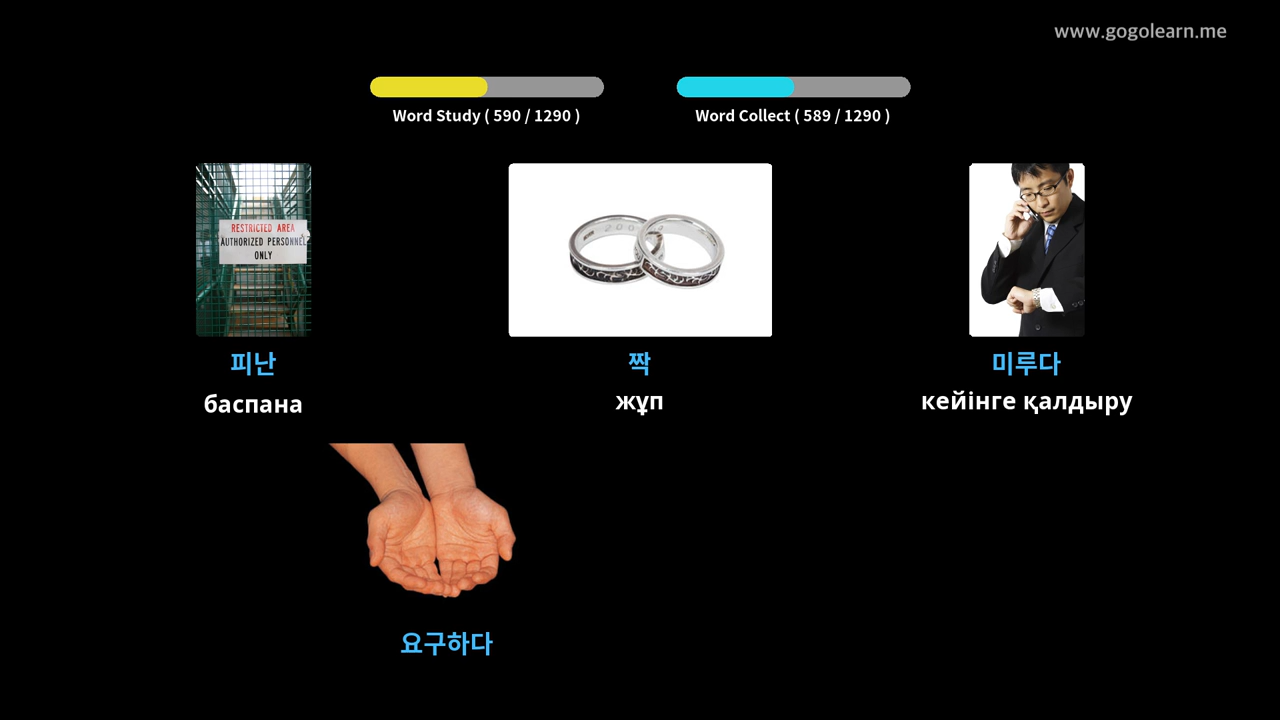 www.gogolearn.me
Word Study ( 590 / 1290 )
Word Collect ( 589 / 1290 )
RESTRICTED AREA
AUTHORIZED PERSONNEL
ONLY
200
피난
짝
미루다
баспана
жұп
кейінге қалдыру
요구하다